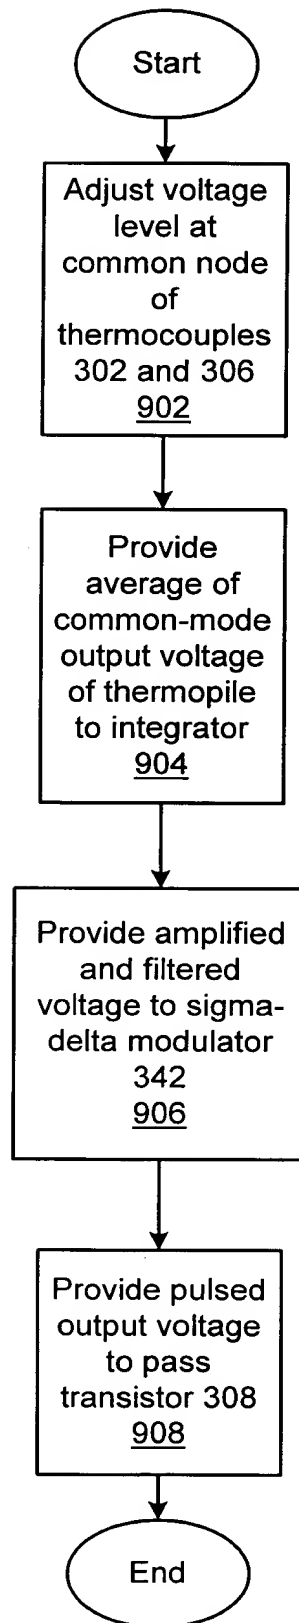 Start
Adjust voltage
level at
common node
of
thermocouples
302 and 306
902
Provide
average of
common-mode
output voltage
of thermopile
to integrator
904
Provide amplified
and filtered
voltage to sigma-
delta modulator
342
906
Provide pulsed
output voltage
to pass
transistor 308
908
End